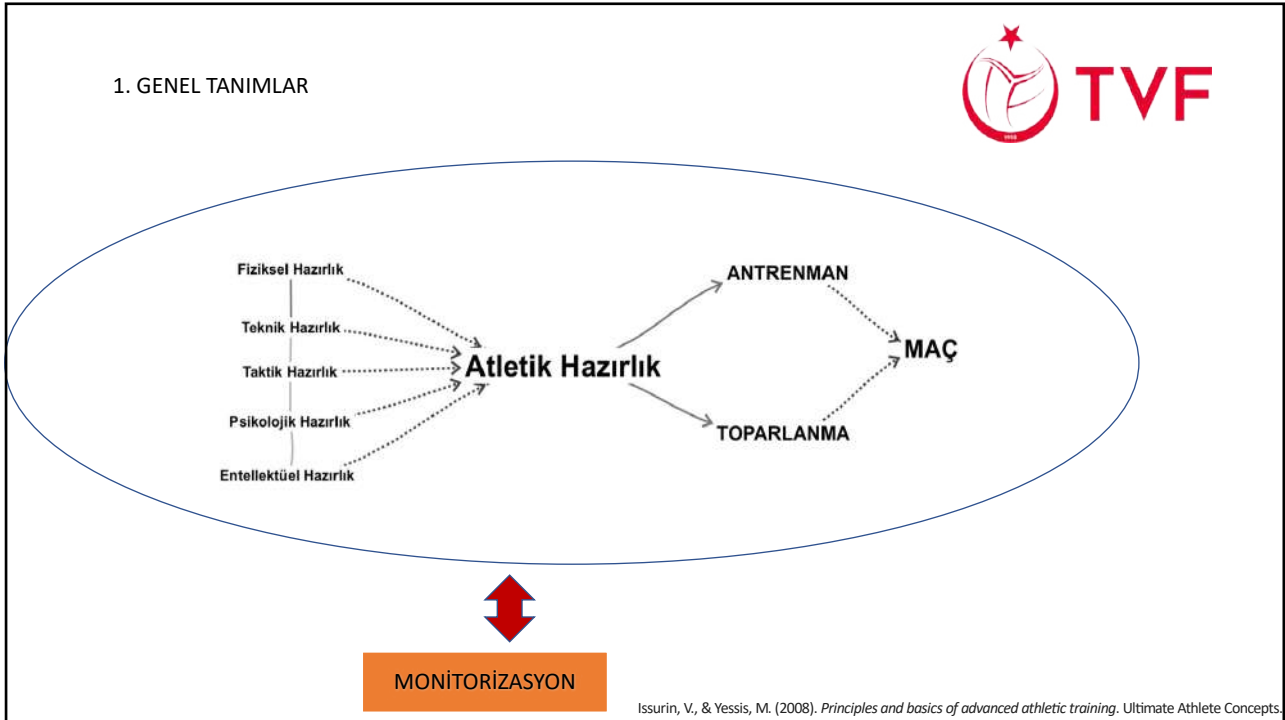 1. GENEL TANIMLAR
TVF
Fiziksel Hazırlık
Teknik Hazırlık
Taktik Hazırlık
Psikolojik Hazırlık
Entellektüel Hazırlık
Atletik Hazırlık
ANTRENMAN
TOPARLANMA
MAÇ
MONİTORİZASYON
Issurin, V., & Yessis, M. (2008). Principles and basics of advanced athletic training. Ultimate Athlete Concepts.